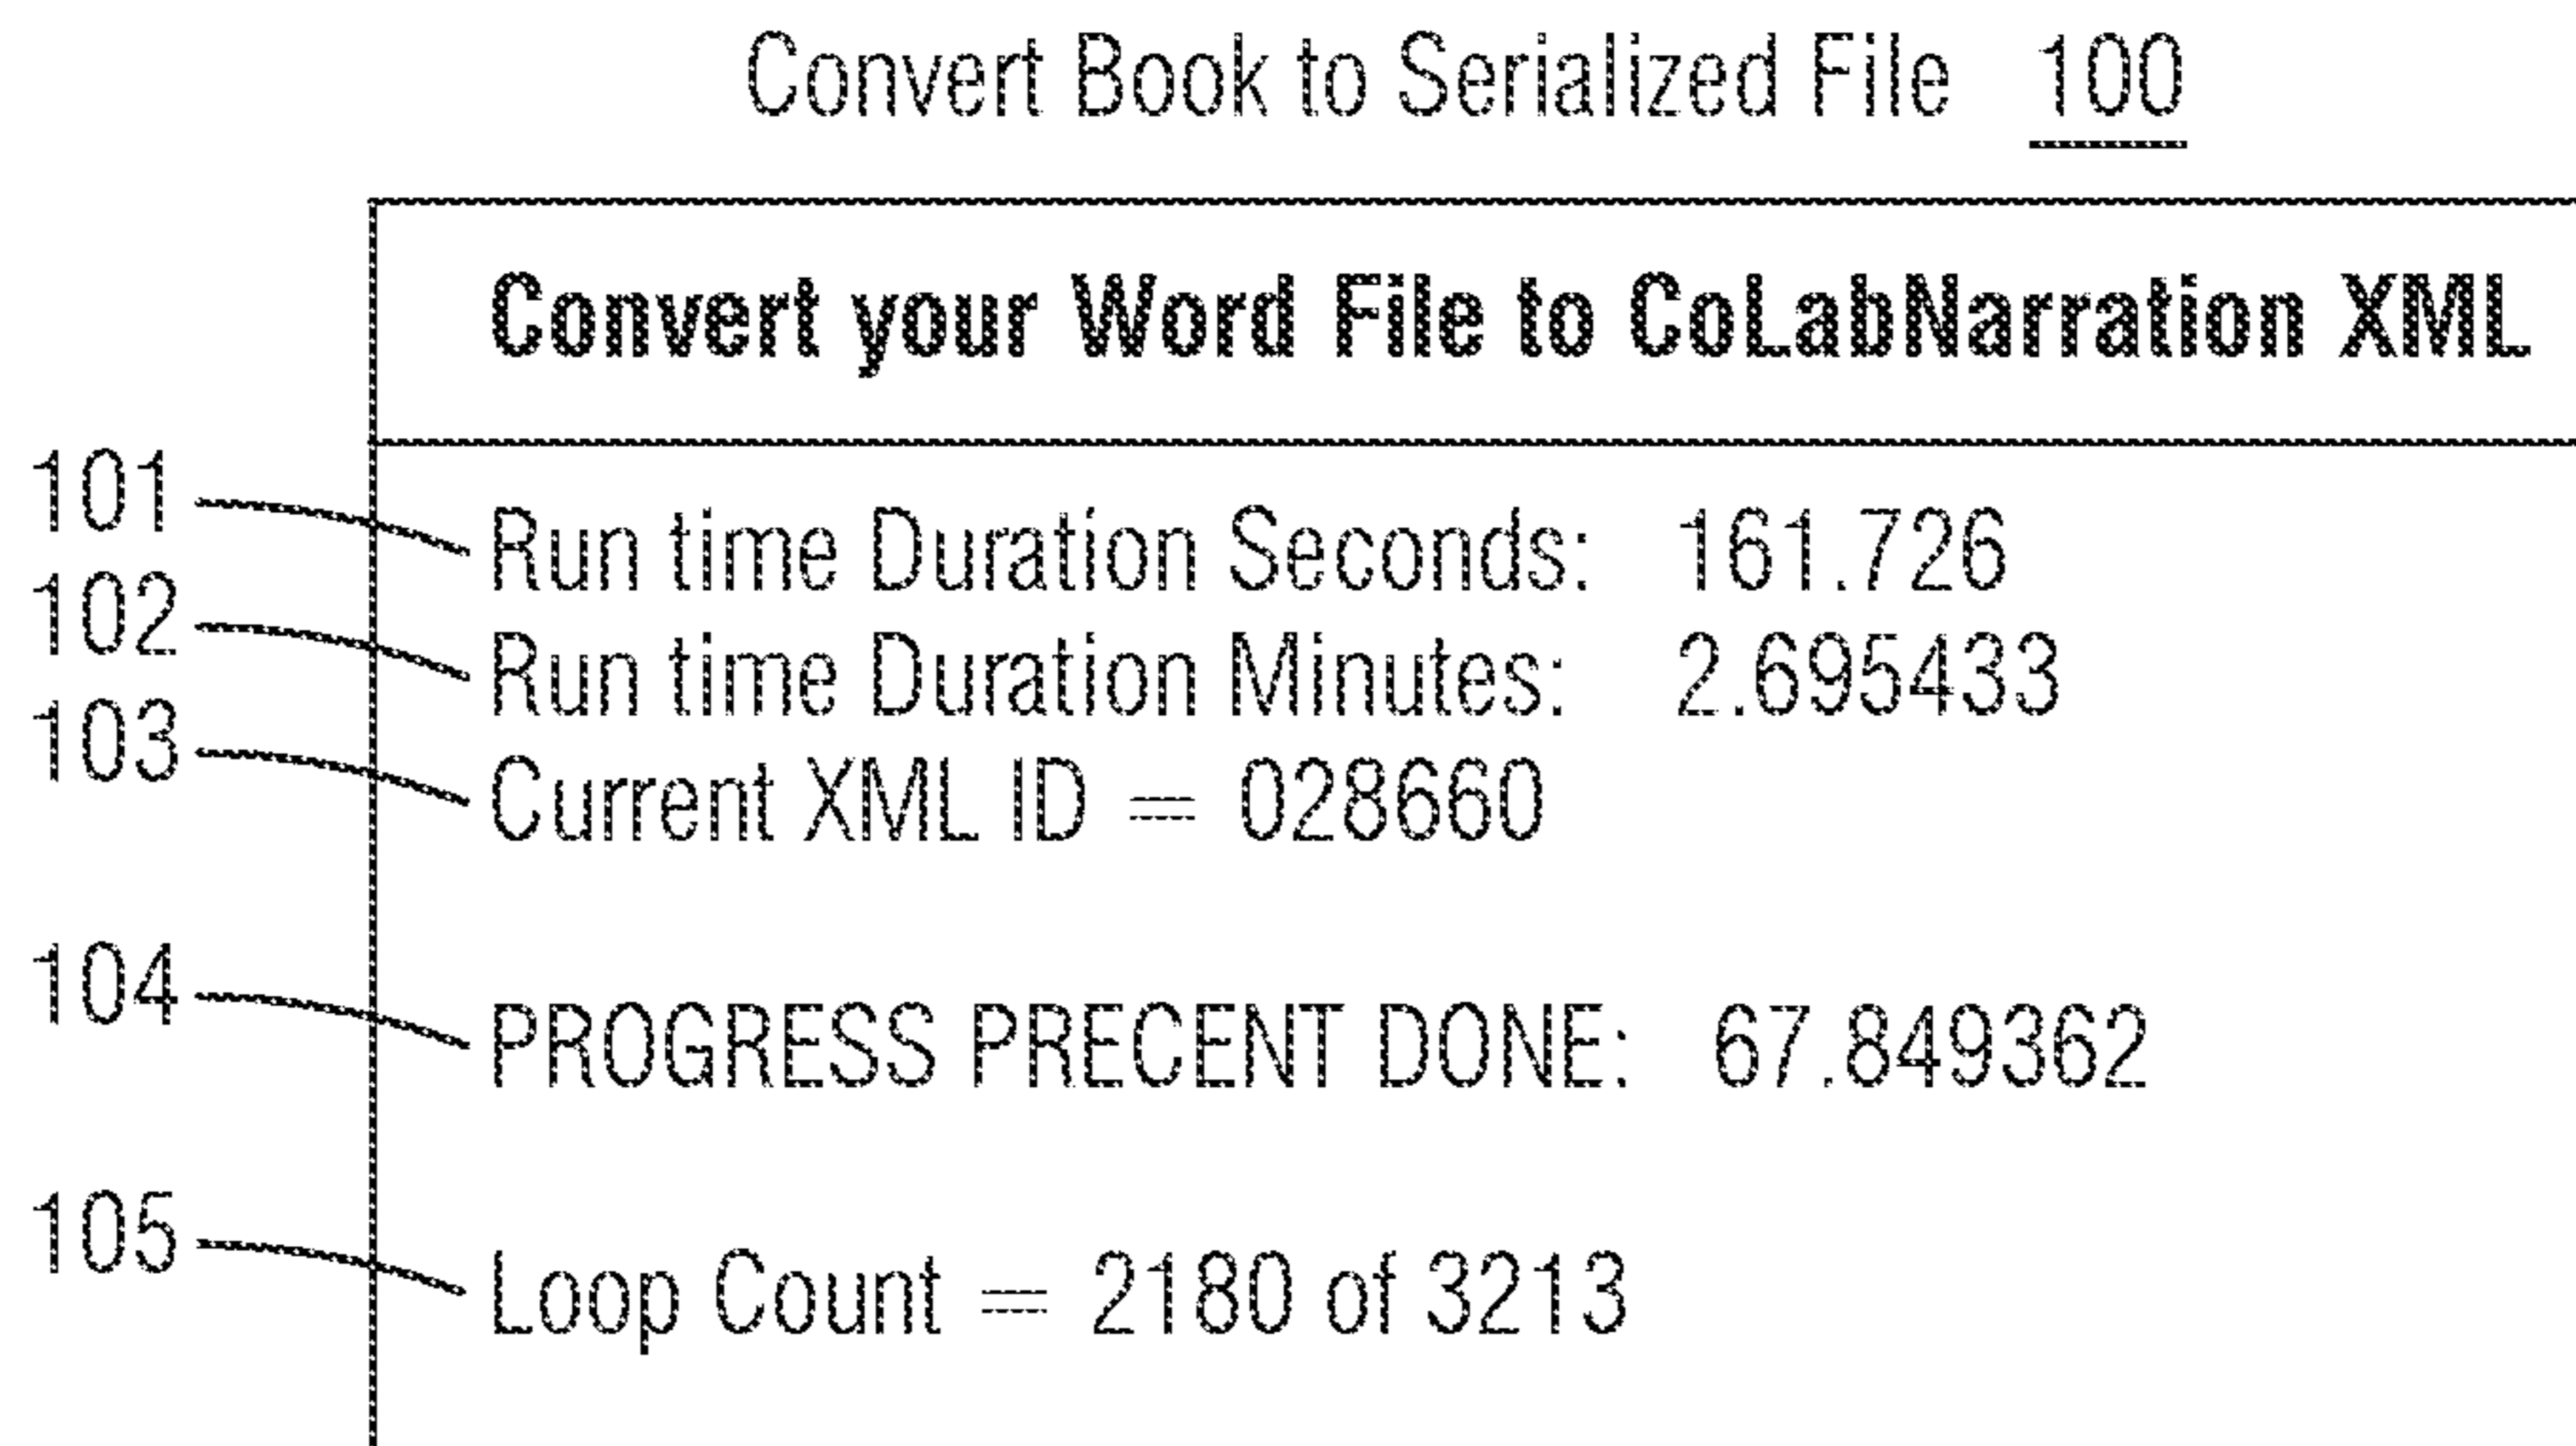 Convert Book to Serialized File 100
Convert your Word File to CoLabNarration XML
101 Run time Duration Seconds: 161.726
102 Run time Duration Minutes: 2.695433
103 Current XML ID = 028660
104 PROGRESS PRECENT DONE: 67.849362
105 Loop Count = 2180 of 3213